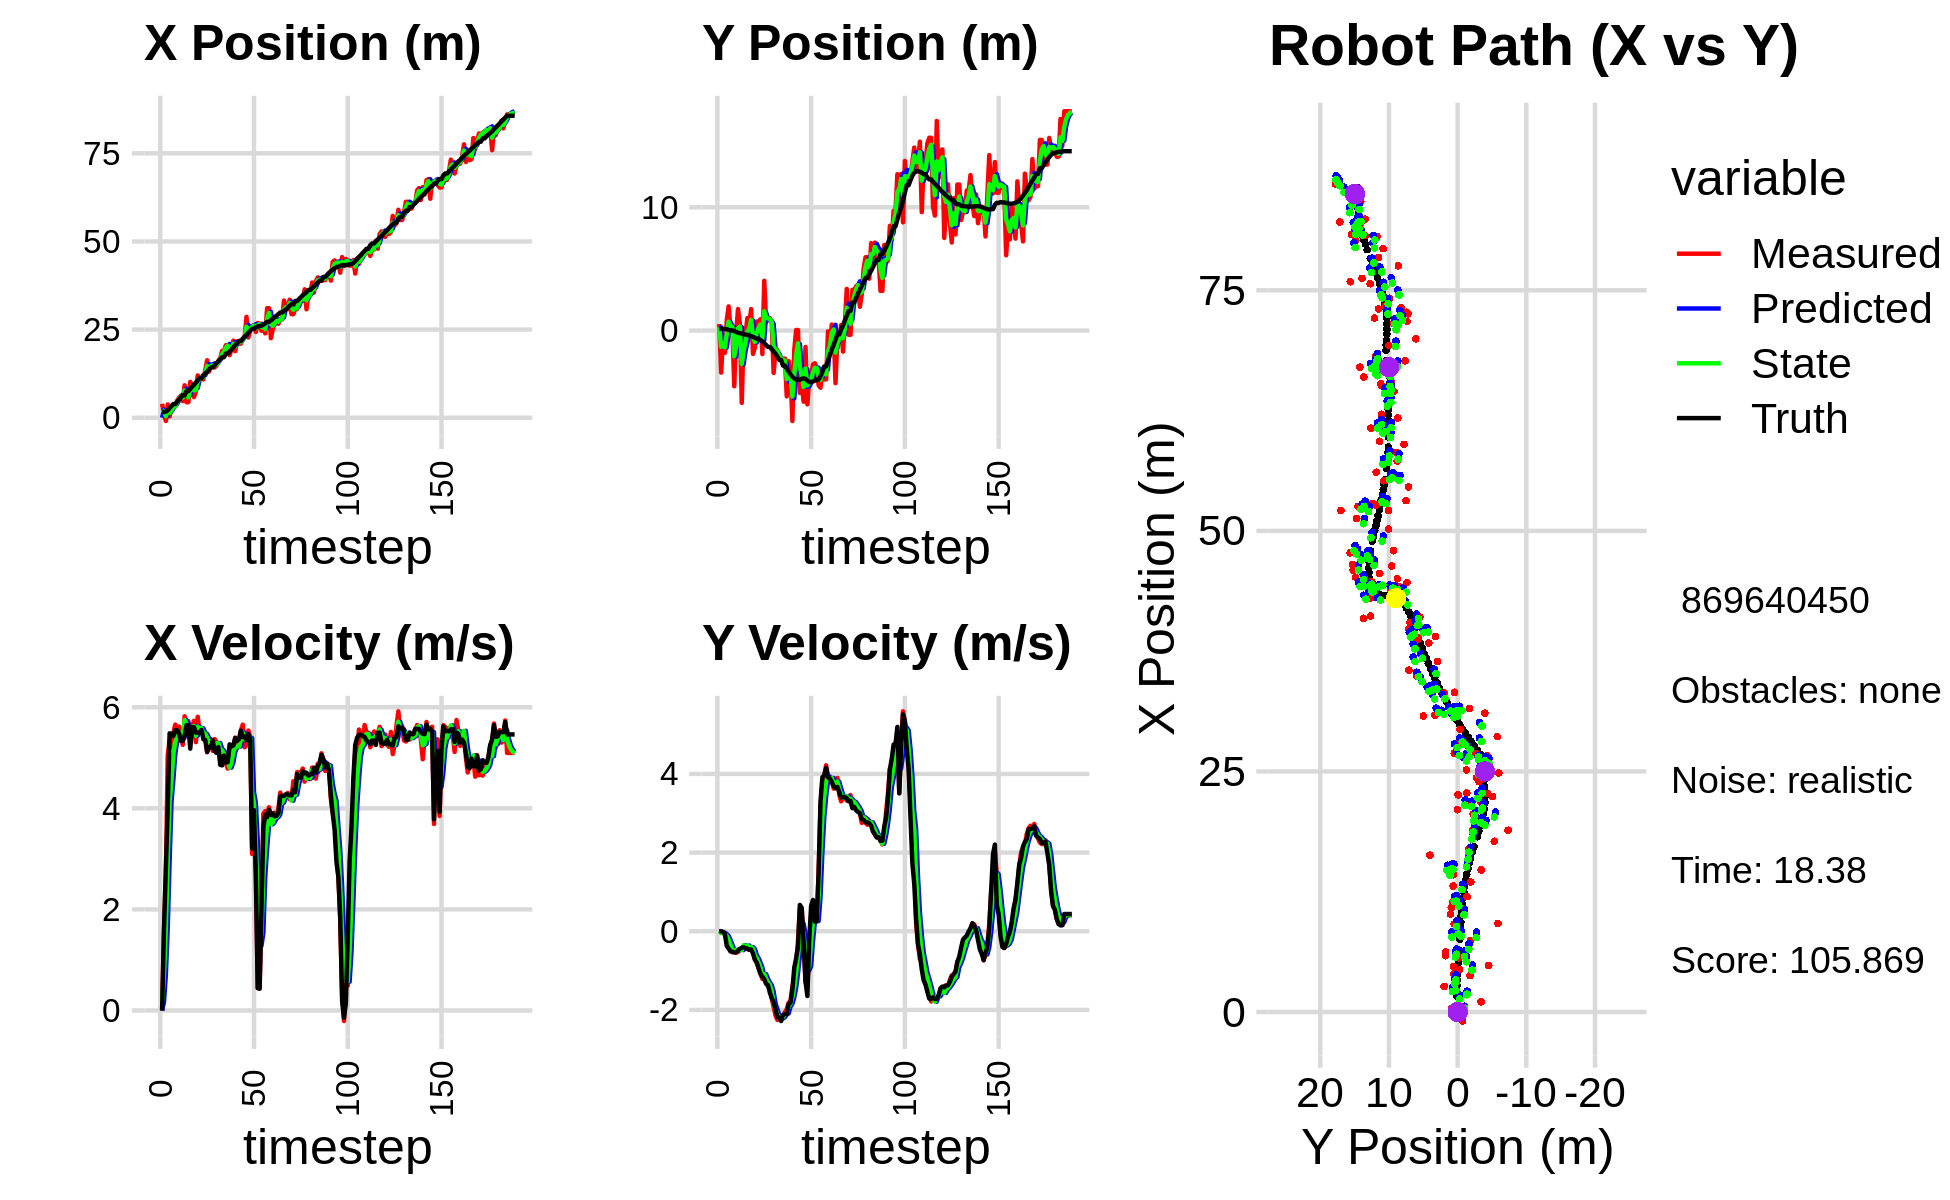 X Position (m)
75
50
25
0
0
50
100
150
timestep
Y Position (m)
10
0
0
50
100
150
timestep
X Velocity (m/s)
6
4
2
0
0
50
100
150
timestep
Y Velocity (m/s)
4
2
0
-2
0
50
100
150
timestep
Robot Path (X vs Y)
X Position (m)
75
50
25
0
20 10 0 -10 -20
Y Position (m)
variable
Measured
Predicted
State
Truth
869640450
Obstacles: none
Noise: realistic
Time: 18.38
Score: 105.869